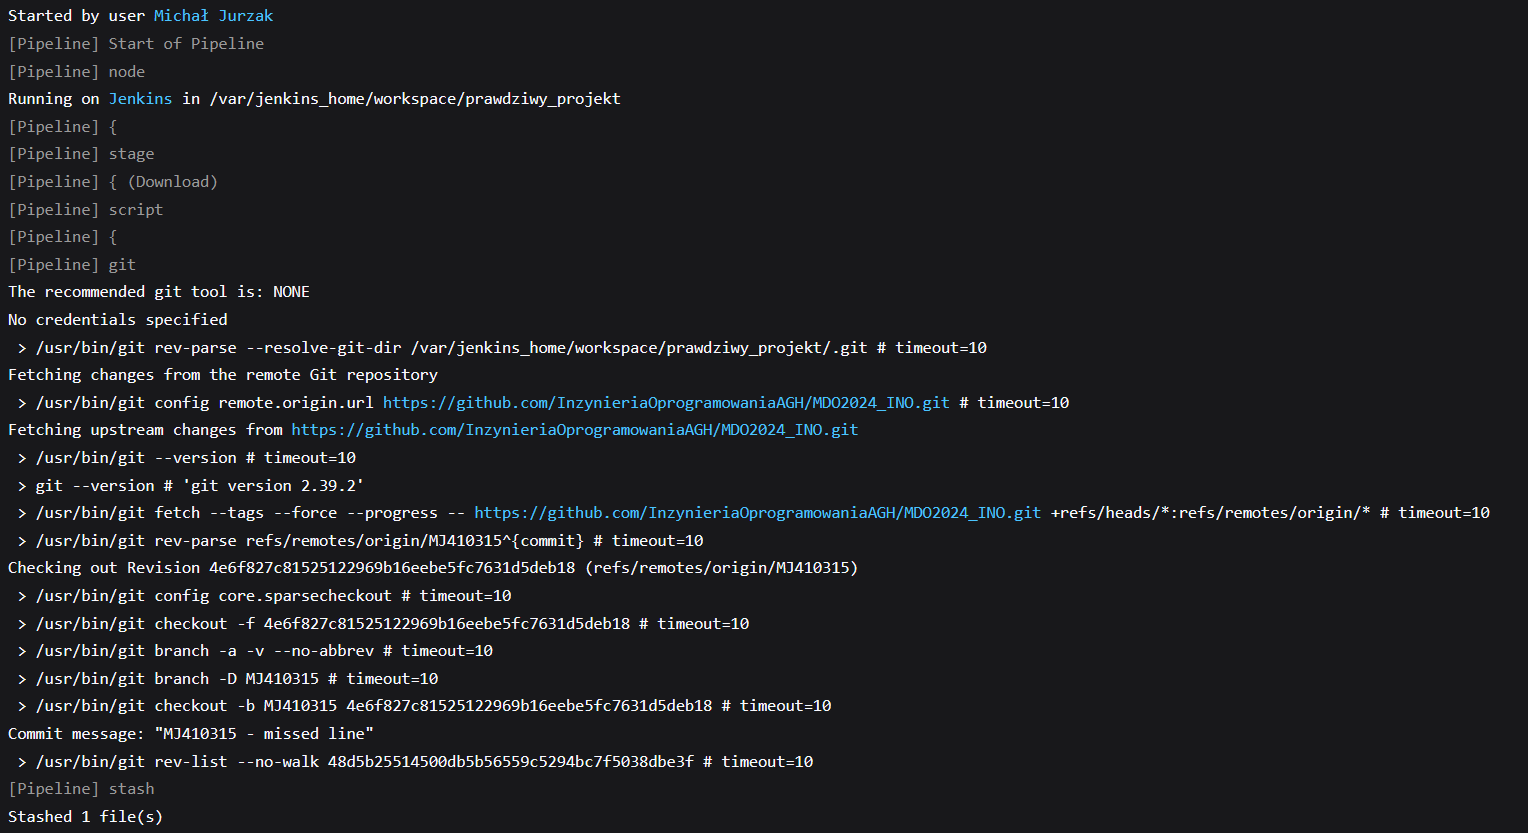 Started by user Michał Jurzak
[Pipeline] Start of Pipeline
[Pipeline] node
Running on Jenkins in /var/jenkins_home/workspace/prawdziwy_projekt
[Pipeline] {
[Pipeline] stage
[Pipeline] { (Download)
[Pipeline] script
[Pipeline] {
[Pipeline] git
The recommended git tool is: NONE
No credentials specified
 > /usr/bin/git rev-parse --resolve-git-dir /var/jenkins_home/workspace/prawdziwy_projekt/.git # timeout=10
Fetching changes from the remote Git repository
 > /usr/bin/git config remote.origin.url https://github.com/InzynieriaOprogramowaniaAGH/MDO2024_INO.git # timeout=10
Fetching upstream changes from https://github.com/InzynieriaOprogramowaniaAGH/MDO2024_INO.git
 > /usr/bin/git --version # timeout=10
 > git --version # 'git version 2.39.2'
 > /usr/bin/git fetch --tags --force --progress -- https://github.com/InzynieriaOprogramowaniaAGH/MDO2024_INO.git +refs/heads/*:refs/remotes/origin/* # timeout=10
 > /usr/bin/git rev-parse refs/remotes/origin/MJ410315^{commit} # timeout=10
Checking out Revision 4e6f827c81525122969b16eebe5fc7631d5deb18 (refs/remotes/origin/MJ410315)
 > /usr/bin/git config core.sparsecheckout # timeout=10
 > /usr/bin/git checkout -f 4e6f827c81525122969b16eebe5fc7631d5deb18 # timeout=10
 > /usr/bin/git branch -a -v --no-abbrev # timeout=10
 > /usr/bin/git branch -D MJ410315 # timeout=10
 > /usr/bin/git checkout -b MJ410315 4e6f827c81525122969b16eebe5fc7631d5deb18 # timeout=10
Commit message: "MJ410315 - missed line"
 > /usr/bin/git rev-list --no-walk 48d5b25514500db5b56559c5294bc7f5038dbe3f # timeout=10
[Pipeline] stash
Stashed 1 file(s)